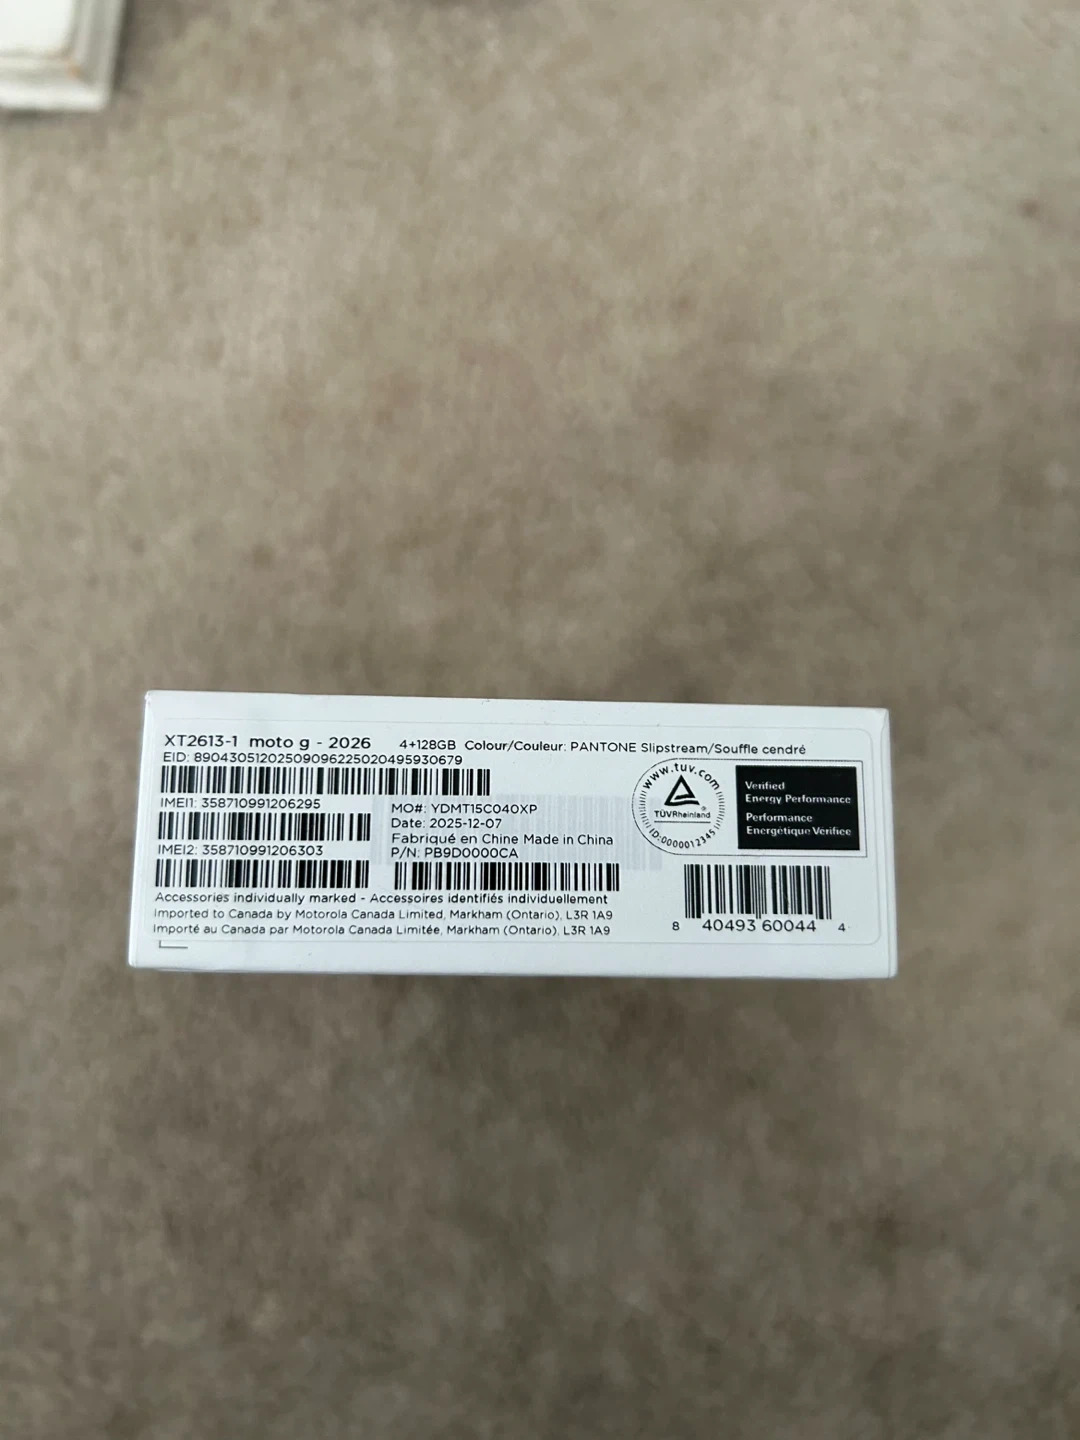 XT2613-1 moto g - 2026 4+128GB Colour/Couleur: PANTONE Slipstream/Souffle cendré
EID: 89043051202509096225020495930679
IMEI1: 358710991206295
IMEI2: 358710991206303
MO#: YDMT15C040XP
Date: 2025-12-07
Fabriqué en Chine Made in China
P/N: PB9D0000CA
Accessories individually marked - Accessoires identifiés individuellement
Imported to Canada by Motorola Canada Limited, Markham (Ontario), L3R 1A9
Importé au Canada par Motorola Canada Limitée, Markham (Ontario), L3R 1A9
www.tuv.com
TÜVRheinland®
ID:0000012345
Verified
Energy Performance
Performance
Energétique Vérifiée
8 40493 60044 4